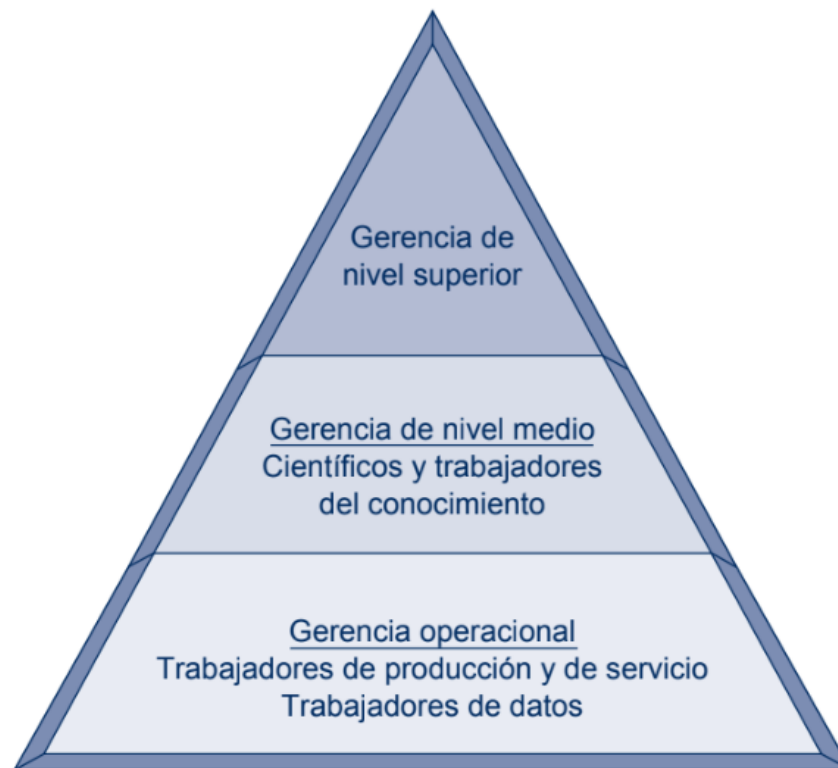 Gerencia de
nivel superior
Gerencia de nivel medio
Científicos y trabajadores
del conocimiento
Gerencia operacional
Trabajadores de producción y de servicio
Trabajadores de datos